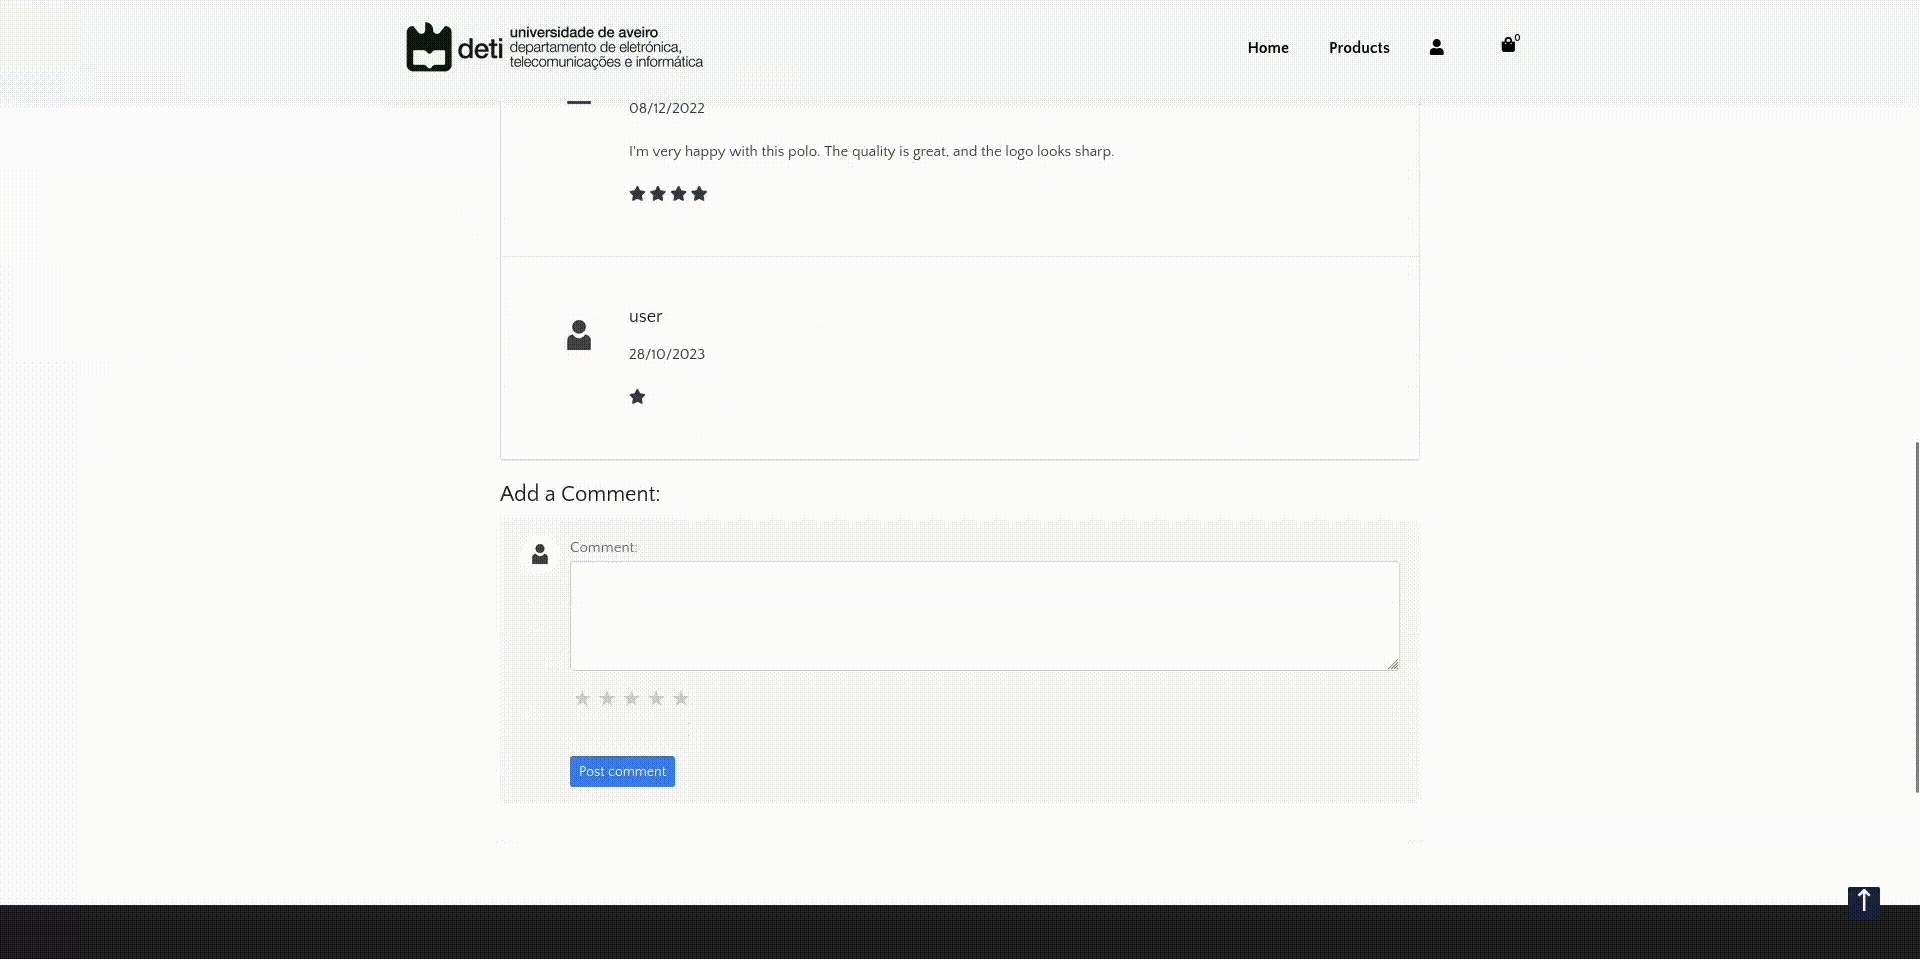 deti
universidade de aveiro
departamento de eletrónica,
telecomunicações e informática
Home
Products
0
08/12/2022
I'm very happy with this polo. The quality is great, and the logo looks sharp.
user
28/10/2023
Add a Comment:
Comment:
Post comment